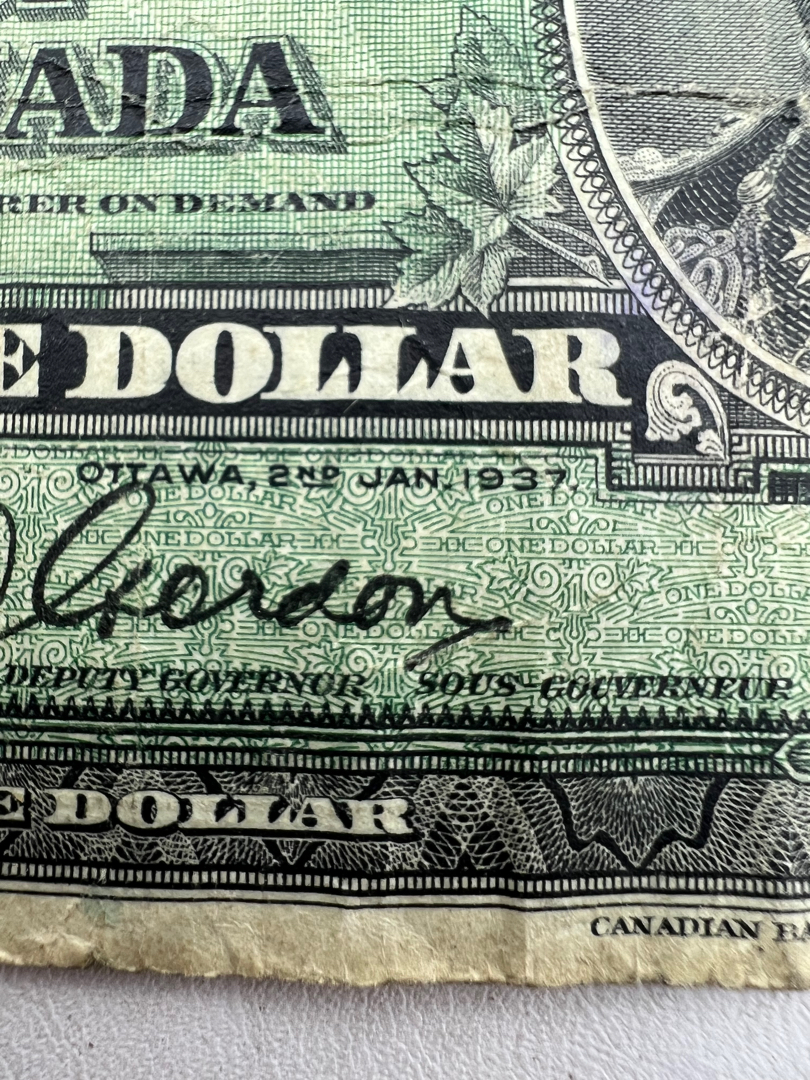 ADA
RER ON DEMAND
E DOLLAR
OTTAWA, 2ND JAN. 1937.
Gordon
DEPUTY GOVERNOR SOUS-GOUVERNEUR
E DOLLAR
CANADIAN BA